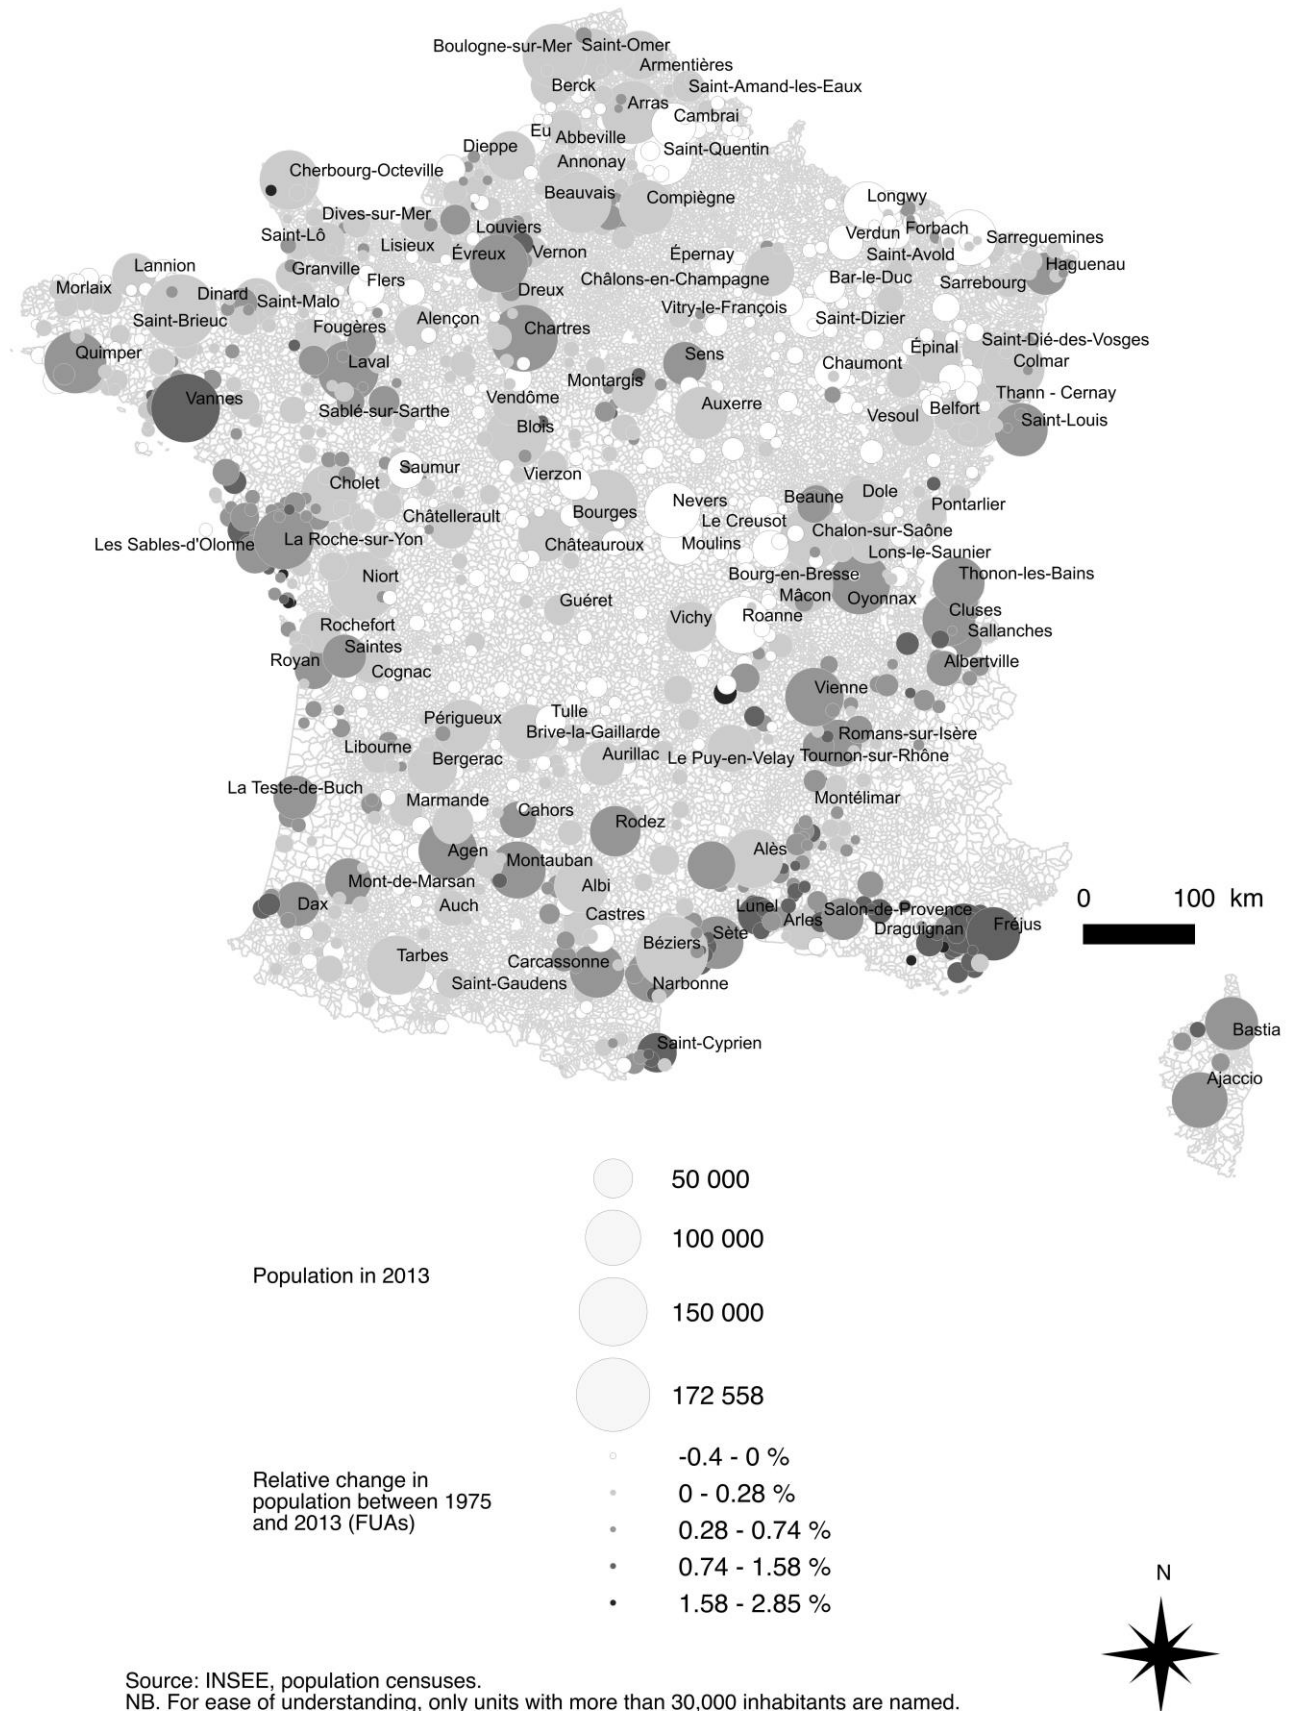 Boulogne-sur-Mer
Saint-Omer
Armentières
Berck
Saint-Amand-les-Eaux
Arras
Cambrai
Eu
Abbeville
Dieppe
Saint-Quentin
Annonay
Cherbourg-Octeville
Beauvais
Compiègne
Longwy
Dives-sur-Mer
Louviers
Verdun
Forbach
Saint-Lô
Lisieux
Évreux
Vernon
Épernay
Saint-Avold
Sarreguemines
Lannion
Granville
Flers
Châlons-en-Champagne
Bar-le-Duc
Sarrebourg
Haguenau
Morlaix
Dinard
Saint-Malo
Dreux
Vitry-le-François
Saint-Brieuc
Fougères
Alençon
Chartres
Saint-Dizier
Quimper
Laval
Sens
Chaumont
Épinal
Saint-Dié-des-Vosges
Colmar
Montargis
Vannes
Sablé-sur-Sarthe
Vendôme
Auxerre
Vesoul
Belfort
Thann - Cernay
Blois
Saint-Louis
Saumur
Vierzon
Cholet
Nevers
Beaune
Dole
Pontarlier
Châtellerault
Bourges
Le Creusot
Chalon-sur-Saône
Les Sables-d'Olonne
La Roche-sur-Yon
Châteauroux
Moulins
Lons-le-Saunier
Niort
Bourg-en-Bresse
Thonon-les-Bains
Guéret
Mâcon
Oyonnax
Rochefort
Vichy
Roanne
Cluses
Sallanches
Saintes
Royan
Cognac
Albertville
Vienne
Périgueux
Tulle
Brive-la-Gaillarde
Romans-sur-Isère
Libourne
Bergerac
Aurillac
Le Puy-en-Velay
Tournon-sur-Rhône
La Teste-de-Buch
Marmande
Cahors
Montélimar
Rodez
Agen
Montauban
Alès
Mont-de-Marsan
Albi
Dax
Auch
Castres
Lunel
Arles
Salon-de-Provence
Draguignan
Fréjus
0 100 km
Tarbes
Béziers
Sète
Carcassonne
Saint-Gaudens
Narbonne
Saint-Cyprien
Bastia
Ajaccio
50 000
100 000
Population in 2013
150 000
172 558
-0.4 - 0 %
Relative change in
population between 1975
and 2013 (FUAs)
0 - 0.28 %
0.28 - 0.74 %
0.74 - 1.58 %
1.58 - 2.85 %
N
Source: INSEE, population censuses.
NB. For ease of understanding, only units with more than 30,000 inhabitants are named.